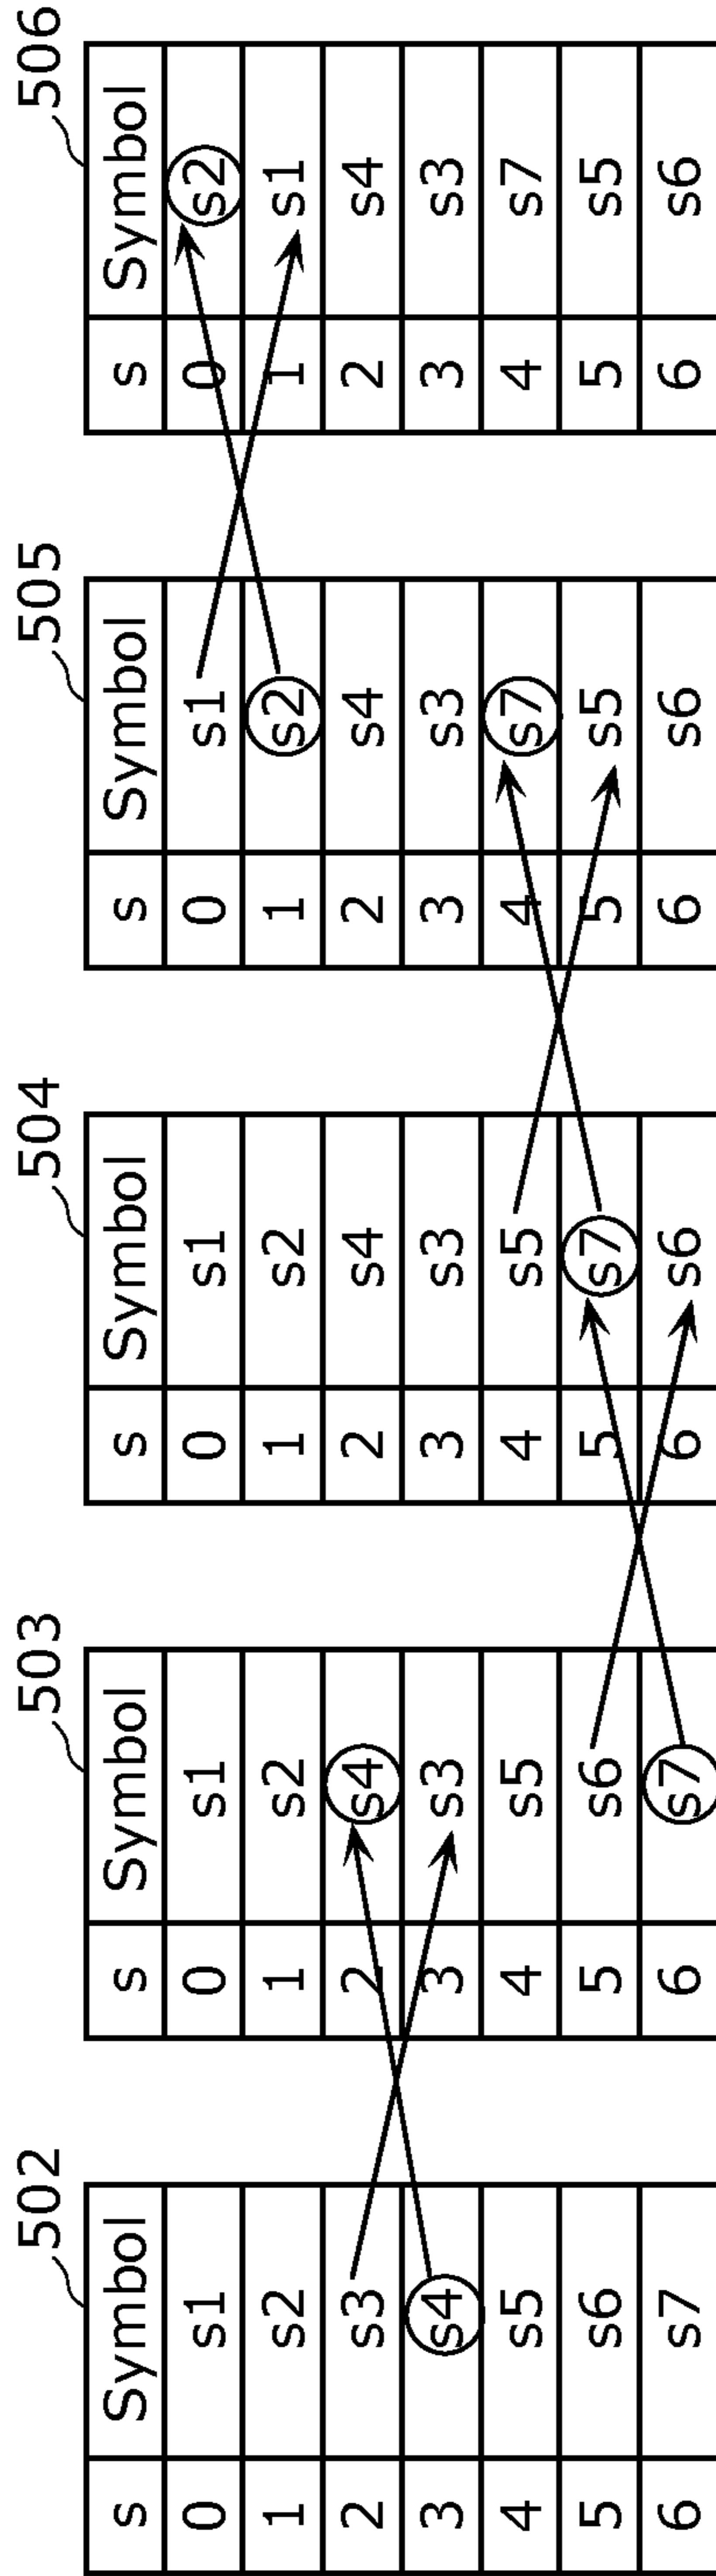 502 503 504 505 506
s Symbol s Symbol s Symbol s Symbol s Symbol
0 s1 0 s1 0 s1 0 s1 0 s2
1 s2 1 s2 1 s2 1 s2 1 s1
2 s3 2 s4 2 s4 2 s4 2 s4
3 s4 3 s3 3 s3 3 s3 3 s3
4 s5 4 s5 4 s5 4 s7 4 s7
5 s6 5 s6 5 s7 5 s5 5 s5
6 s7 6 s7 6 s6 6 s6 6 s6